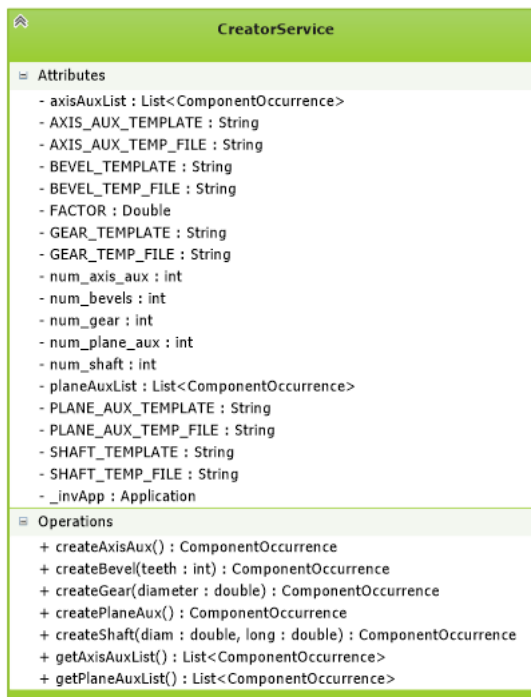 CreatorService
Attributes
- axisAuxList : List<ComponentOccurrence>
- AXIS_AUX_TEMPLATE : String
- AXIS_AUX_TEMP_FILE : String
- BEVEL_TEMPLATE : String
- BEVEL_TEMP_FILE : String
- FACTOR : Double
- GEAR_TEMPLATE : String
- GEAR_TEMP_FILE : String
- num_axis_aux : int
- num_bevels : int
- num_gear : int
- num_plane_aux : int
- num_shaft : int
- planeAuxList : List<ComponentOccurrence>
- PLANE_AUX_TEMPLATE : String
- PLANE_AUX_TEMP_FILE : String
- SHAFT_TEMPLATE : String
- SHAFT_TEMP_FILE : String
- _invApp : Application
Operations
+ createAxisAux() : ComponentOccurrence
+ createBevel(teeth : int) : ComponentOccurrence
+ createGear(diameter : double) : ComponentOccurrence
+ createPlaneAux() : ComponentOccurrence
+ createShaft(diam : double, long : double) : ComponentOccurrence
+ getAxisAuxList() : List<ComponentOccurrence>
+ getPlaneAuxList() : List<ComponentOccurrence>